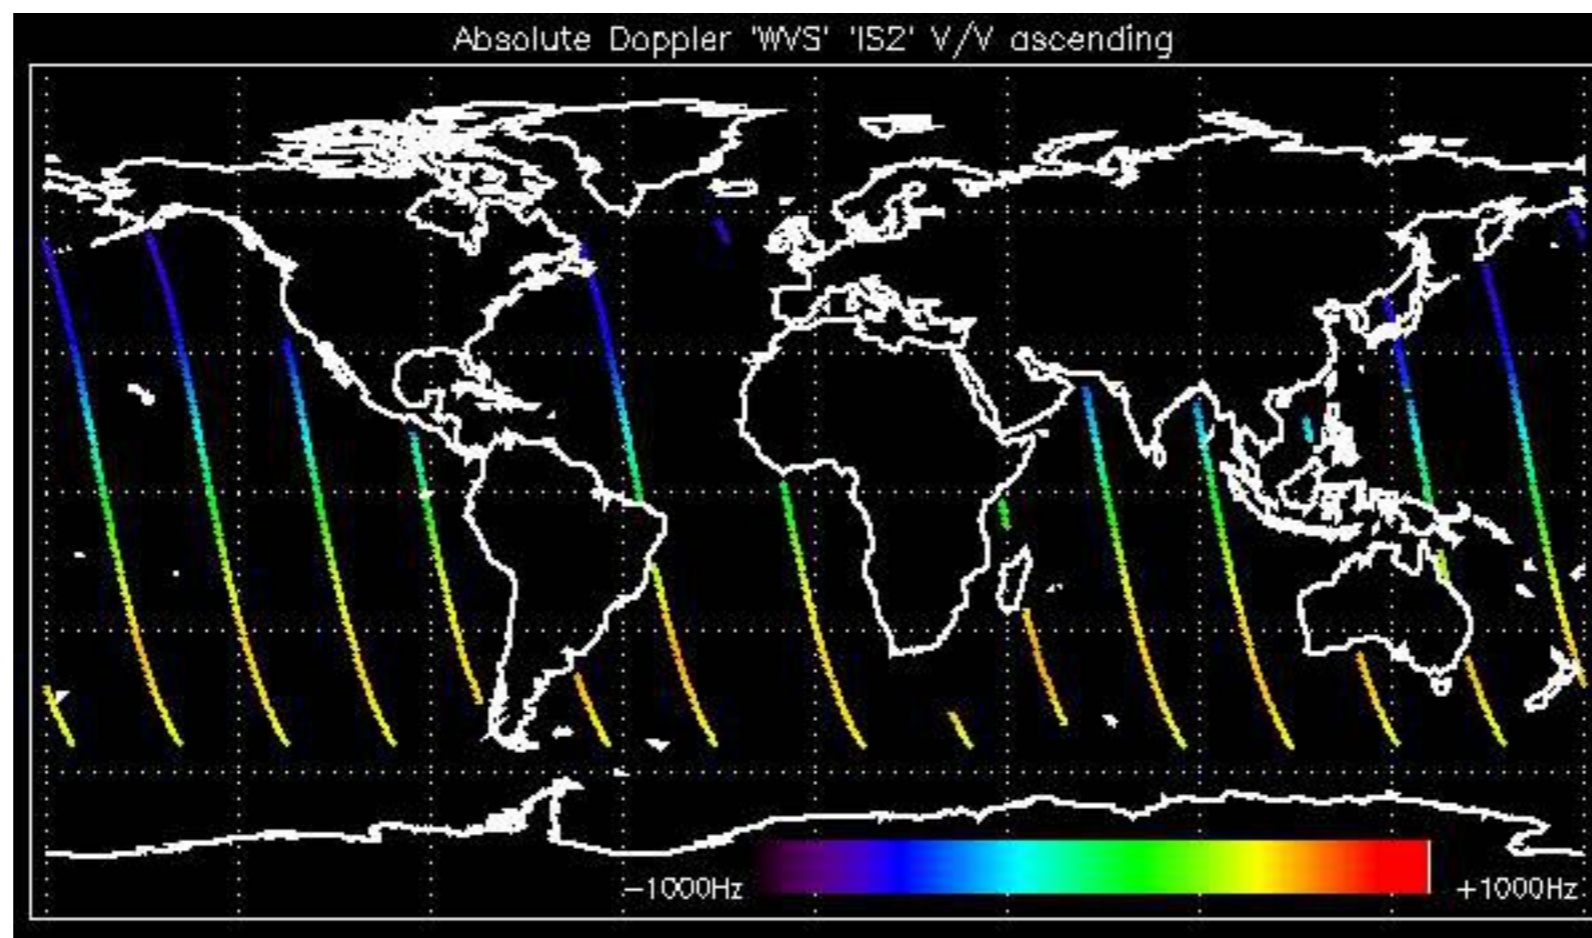 Absolute Doppler 'WVS' 'IS2' V/V ascending
-1000Hz +1000Hz